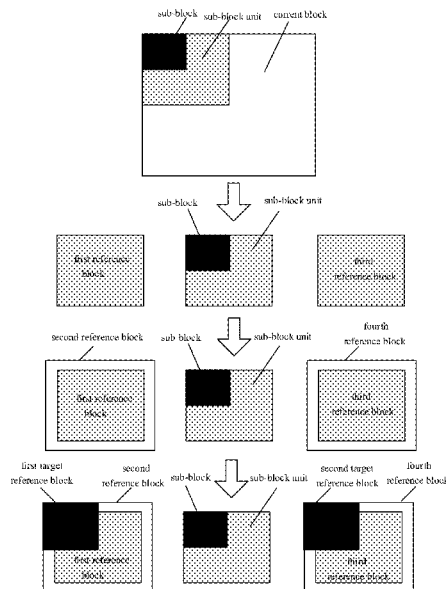 sub-block
sub-block unit
current block
sub-block
sub-block unit
first reference
block
third
reference block
second reference block
sub-block
sub-block unit
fourth
reference block
first reference
block
third
reference block
first target
reference block
second
reference block
sub-block
sub-block unit
second target
reference block
fourth
reference block
first reference
block
third
reference block